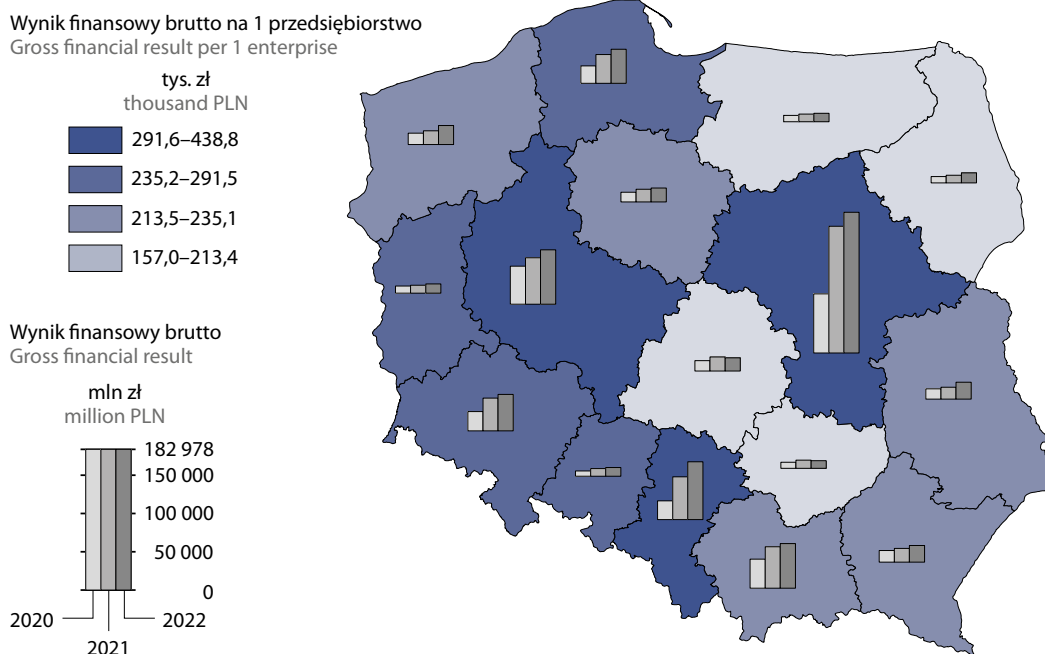 Wynik finansowy brutto na 1 przedsiębiorstwo
Gross financial result per 1 enterprise
tys. zł
thousand PLN
291,6–438,8
235,2–291,5
213,5–235,1
157,0–213,4
Wynik finansowy brutto
Gross financial result
mln zł
million PLN
182 978
150 000
100 000
50 000
0
2020
2022
2021